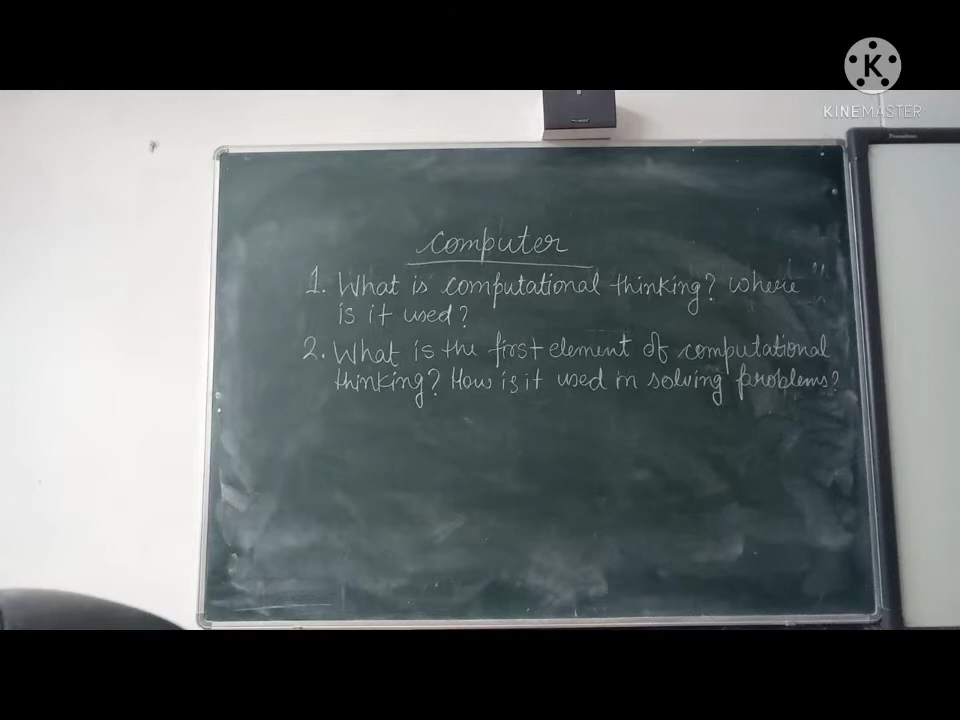 KINEMASTER
computer
1. What is computational thinking? where
is it used?
2. What is the first element of computational
thinking? How is it used in solving problems?